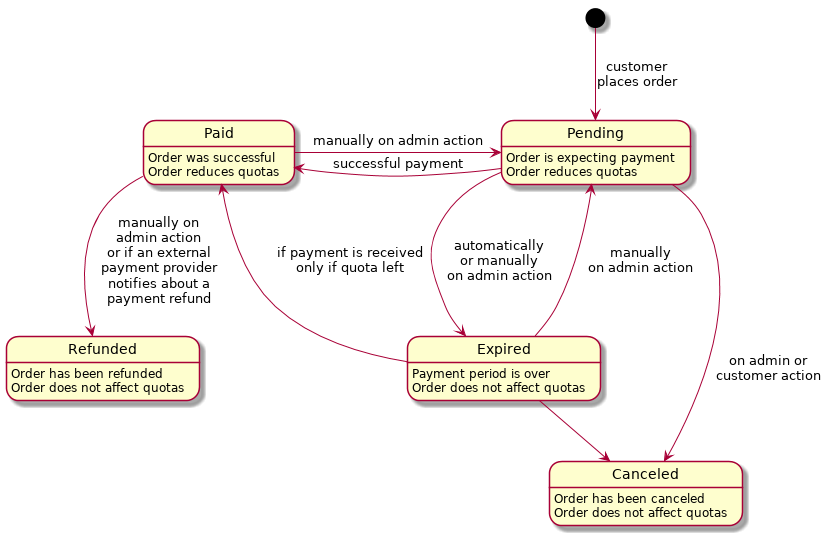 customer
places order
Paid
Order was successful
Order reduces quotas
manually on admin action
successful payment
Pending
Order is expecting payment
Order reduces quotas
manually on
admin action
or if an external
payment provider
notifies about a
payment refund
if payment is received
only if quota left
automatically
or manually
on admin action
manually
on admin action
on admin or
customer action
Refunded
Order has been refunded
Order does not affect quotas
Expired
Payment period is over
Order does not affect quotas
Canceled
Order has been canceled
Order does not affect quotas